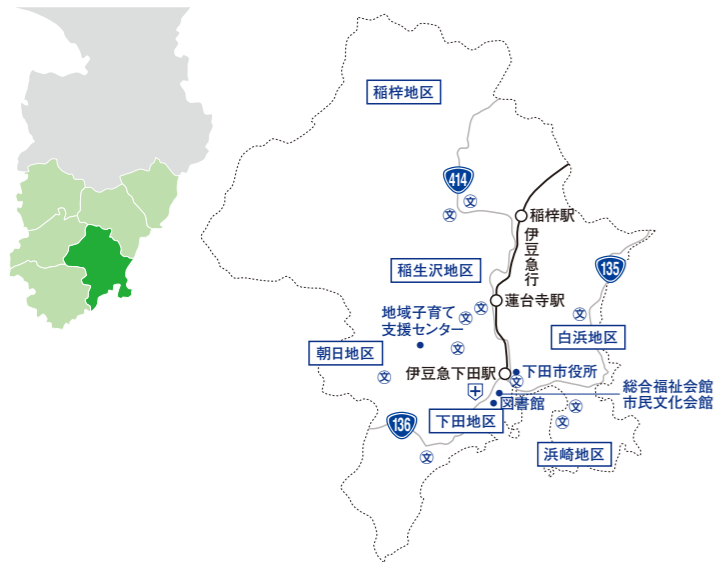 稲梓地区
414
文
文
稲梓駅
伊豆急行
135
稲生沢地区
蓮台寺駅
地域子育て
支援センター
文
文
文
文
白浜地区
朝日地区
文
伊豆急下田駅
下田市役所
文
総合福祉会館
市民文化会館
図書館
文
文
下田地区
136
浜崎地区
文